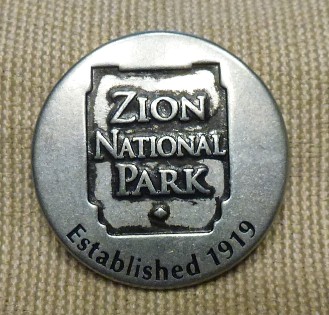 ZION
NATIONAL
PARK
Established 1919